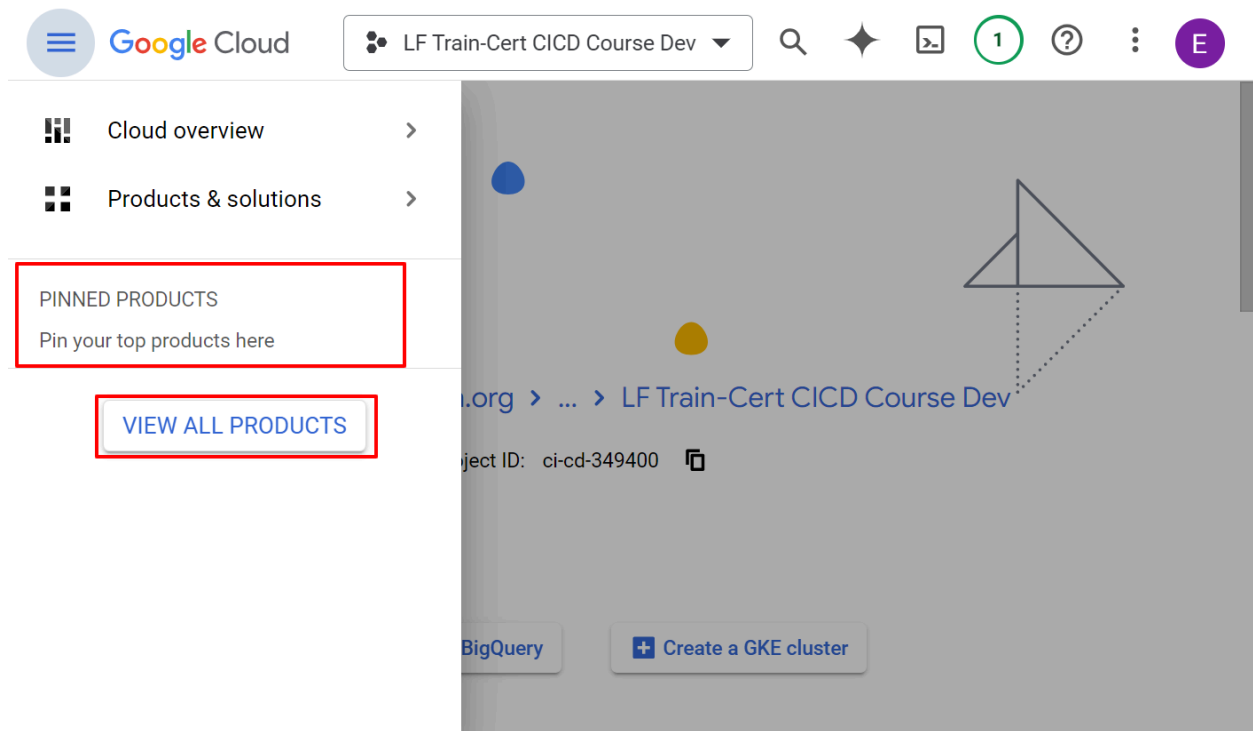 Google Cloud
LF Train-Cert CICD Course Dev
1
E
Cloud overview
Products & solutions
PINNED PRODUCTS
Pin your top products here
VIEW ALL PRODUCTS
.org > ... > LF Train-Cert CICD Course Dev
ID: ci-cd-349400
BigQuery
Create a GKE cluster